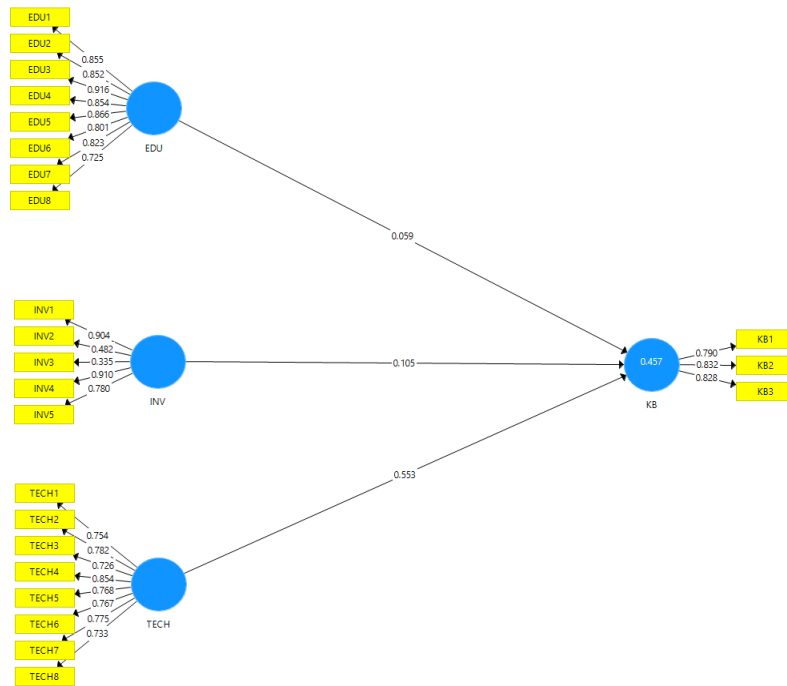 EDU1
EDU2
EDU3
EDU4
EDU5
EDU6
EDU7
EDU8
0.855
0.852
0.916
0.854
0.866
0.801
0.823
0.725
EDU
0.059
INV1
INV2
INV3
INV4
INV5
0.904
0.482
0.335
0.910
0.780
INV
0.105
0.457
KB
0.790
0.832
0.828
KB1
KB2
KB3
0.553
TECH1
TECH2
TECH3
TECH4
TECH5
TECH6
TECH7
TECH8
0.754
0.782
0.726
0.854
0.768
0.767
0.775
0.733
TECH